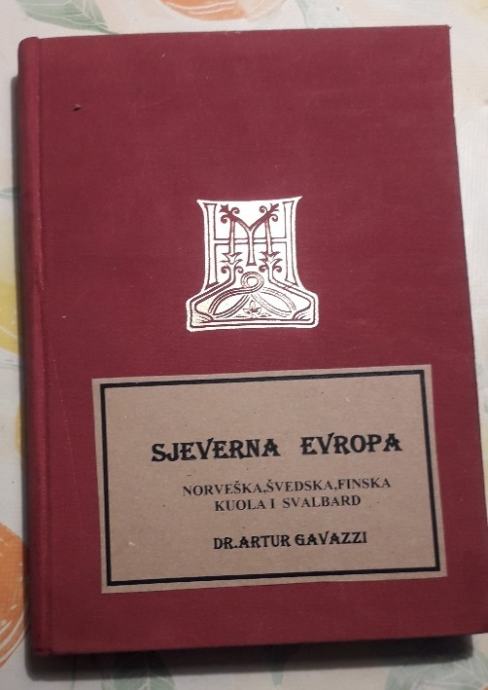 SJEVERNA EVROPA
NORVEŠKA,ŠVEDSKA,FINSKA
KUOLA I SVALBARD
DR.ARTUR GAVAZZI